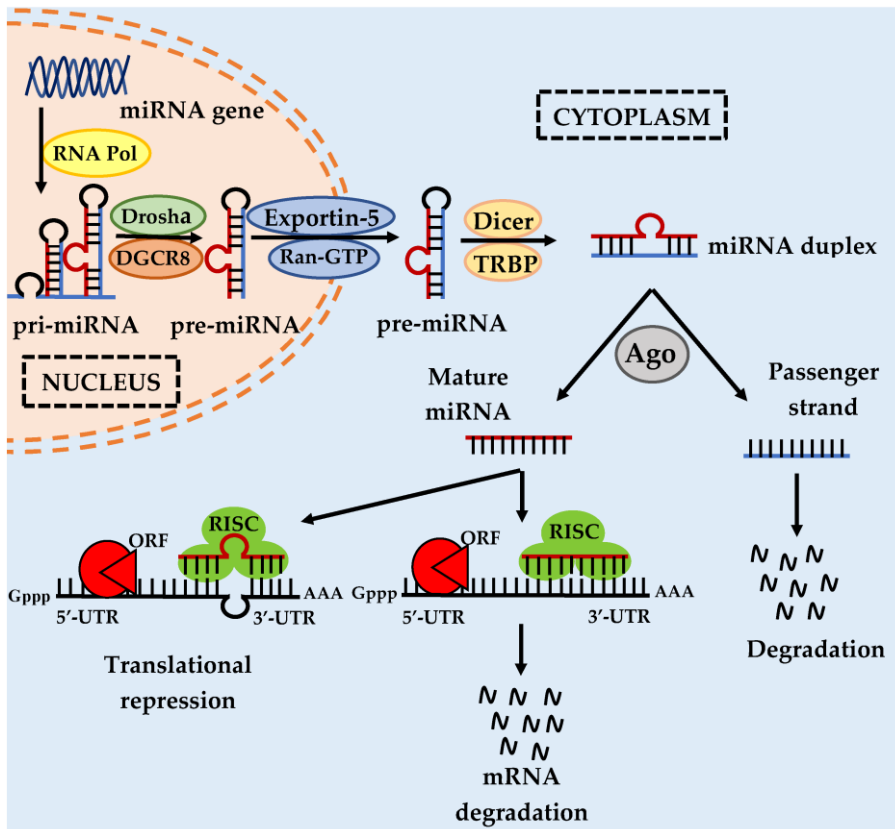 miRNA gene
CYTOPLASM
RNA Pol
Drosha
DGCR8
Exportin-5
Ran-GTP
Dicer
TRBP
miRNA duplex
pri-miRNA
pre-miRNA
pre-miRNA
NUCLEUS
Ago
Mature
miRNA
Passenger
strand
RISC
ORF
Gppp
AAA
5′-UTR
3′-UTR
Translational
repression
RISC
ORF
Gppp
AAA
5′-UTR
3′-UTR
mRNA
degradation
Degradation